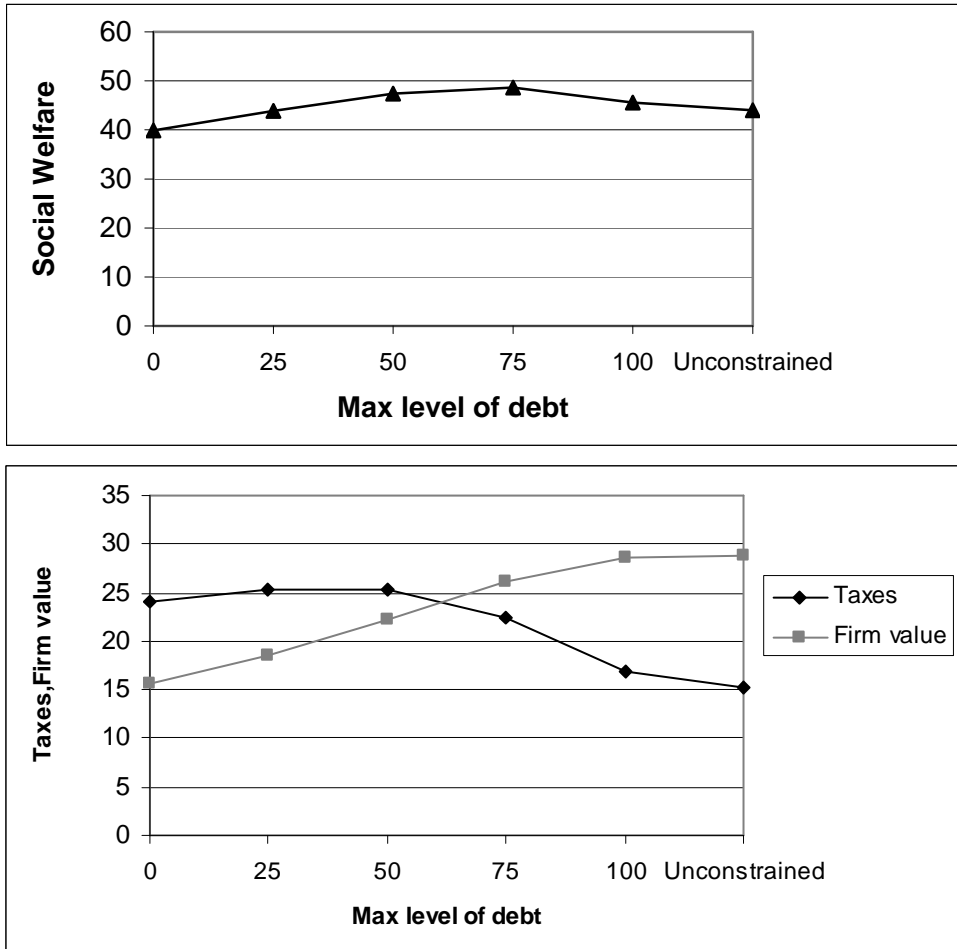 60
50
40
30
20
10
0
Social Welfare
0 25 50 75 100 Unconstrained
Max level of debt
35
30
25
20
15
10
5
0
Taxes,Firm value
0 25 50 75 100 Unconstrained
Max level of debt
Taxes
Firm value